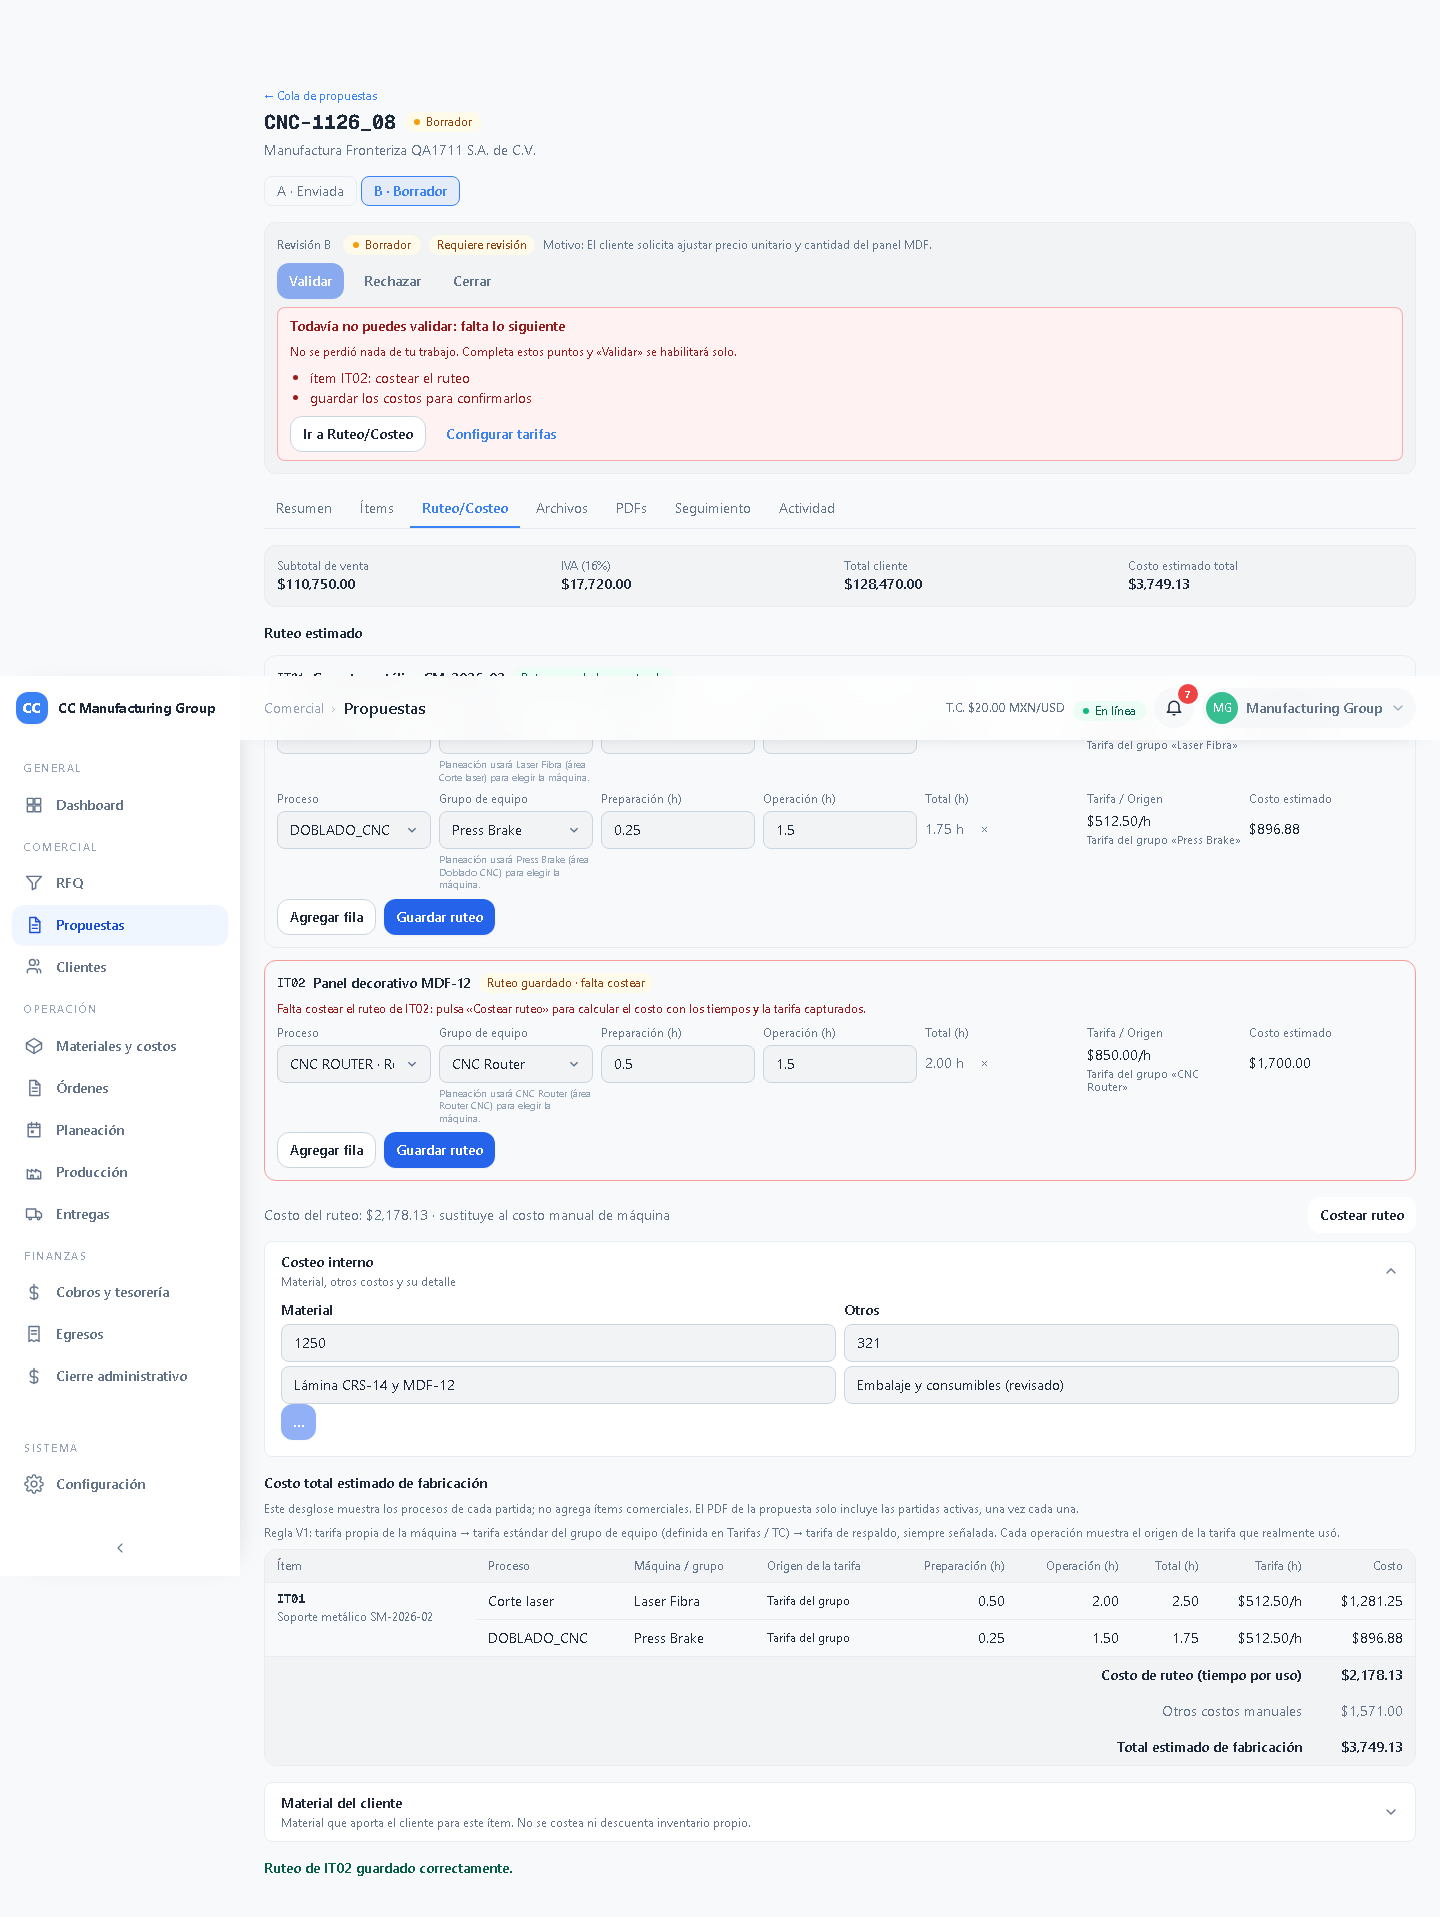 ← Cola de propuestas
CNC-1126_08 Borrador
Manufactura Fronteriza QA1711 S.A. de C.V.
A · Enviada B · Borrador
Revisión B Borrador Requiere revisión Motivo: El cliente solicita ajustar precio unitario y cantidad del panel MDF.
Validar Rechazar Cerrar
Todavía no puedes validar: falta lo siguiente
No se perdió nada de tu trabajo. Completa estos puntos y «Validar» se habilitará solo.
• ítem IT02: costear el ruteo
• guardar los costos para confirmarlos
Ir a Ruteo/Costeo Configurar tarifas
Resumen Ítems Ruteo/Costeo Archivos PDFs Seguimiento Actividad
Subtotal de venta IVA (16%) Total cliente Costo estimado total
$110,750.00 $17,720.00 $128,470.00 $3,749.13
Ruteo estimado
CC CC Manufacturing Group Comercial › Propuestas T.C. $20.00 MXN/USD En línea 7 MG Manufacturing Group
GENERAL
Dashboard
COMERCIAL
RFQ
Propuestas
Clientes
OPERACIÓN
Materiales y costos
Órdenes
Planeación
Producción
Entregas
FINANZAS
Cobros y tesorería
Egresos
Cierre administrativo
SISTEMA
Configuración
Tarifa del grupo «Laser Fibra»
Planeación usará Laser Fibra (área
Corte laser) para elegir la máquina.
Proceso Grupo de equipo Preparación (h) Operación (h) Total (h) Tarifa / Origen Costo estimado
DOBLADO_CNC Press Brake 0.25 1.5 1.75 h × $512.50/h $896.88
Tarifa del grupo «Press Brake»
Planeación usará Press Brake (área
Doblado CNC) para elegir la
máquina.
Agregar fila Guardar ruteo
IT02 Panel decorativo MDF-12 Ruteo guardado · falta costear
Falta costear el ruteo de IT02: pulsa «Costear ruteo» para calcular el costo con los tiempos y la tarifa capturados.
Proceso Grupo de equipo Preparación (h) Operación (h) Total (h) Tarifa / Origen Costo estimado
CNC ROUTER · R CNC Router 0.5 1.5 2.00 h × $850.00/h $1,700.00
Tarifa del grupo «CNC
Router»
Planeación usará CNC Router (área
Router CNC) para elegir la
máquina.
Agregar fila Guardar ruteo
Costo del ruteo: $2,178.13 · sustituye al costo manual de máquina Costear ruteo
Costeo interno
Material, otros costos y su detalle
Material Otros
1250 321
Lámina CRS-14 y MDF-12 Embalaje y consumibles (revisado)
...
Costo total estimado de fabricación
Este desglose muestra los procesos de cada partida; no agrega ítems comerciales. El PDF de la propuesta solo incluye las partidas activas, una vez cada una.
Regla V1: tarifa propia de la máquina → tarifa estándar del grupo de equipo (definida en Tarifas / TC) → tarifa de respaldo, siempre señalada. Cada operación muestra el origen de la tarifa que realmente usó.
Ítem Proceso Máquina / grupo Origen de la tarifa Preparación (h) Operación (h) Total (h) Tarifa (h) Costo
IT01 Corte laser Laser Fibra Tarifa del grupo 0.50 2.00 2.50 $512.50/h $1,281.25
Soporte metálico SM-2026-02
DOBLADO_CNC Press Brake Tarifa del grupo 0.25 1.50 1.75 $512.50/h $896.88
Costo de ruteo (tiempo por uso) $2,178.13
Otros costos manuales $1,571.00
Total estimado de fabricación $3,749.13
Material del cliente
Material que aporta el cliente para este ítem. No se costea ni descuenta inventario propio.
Ruteo de IT02 guardado correctamente.